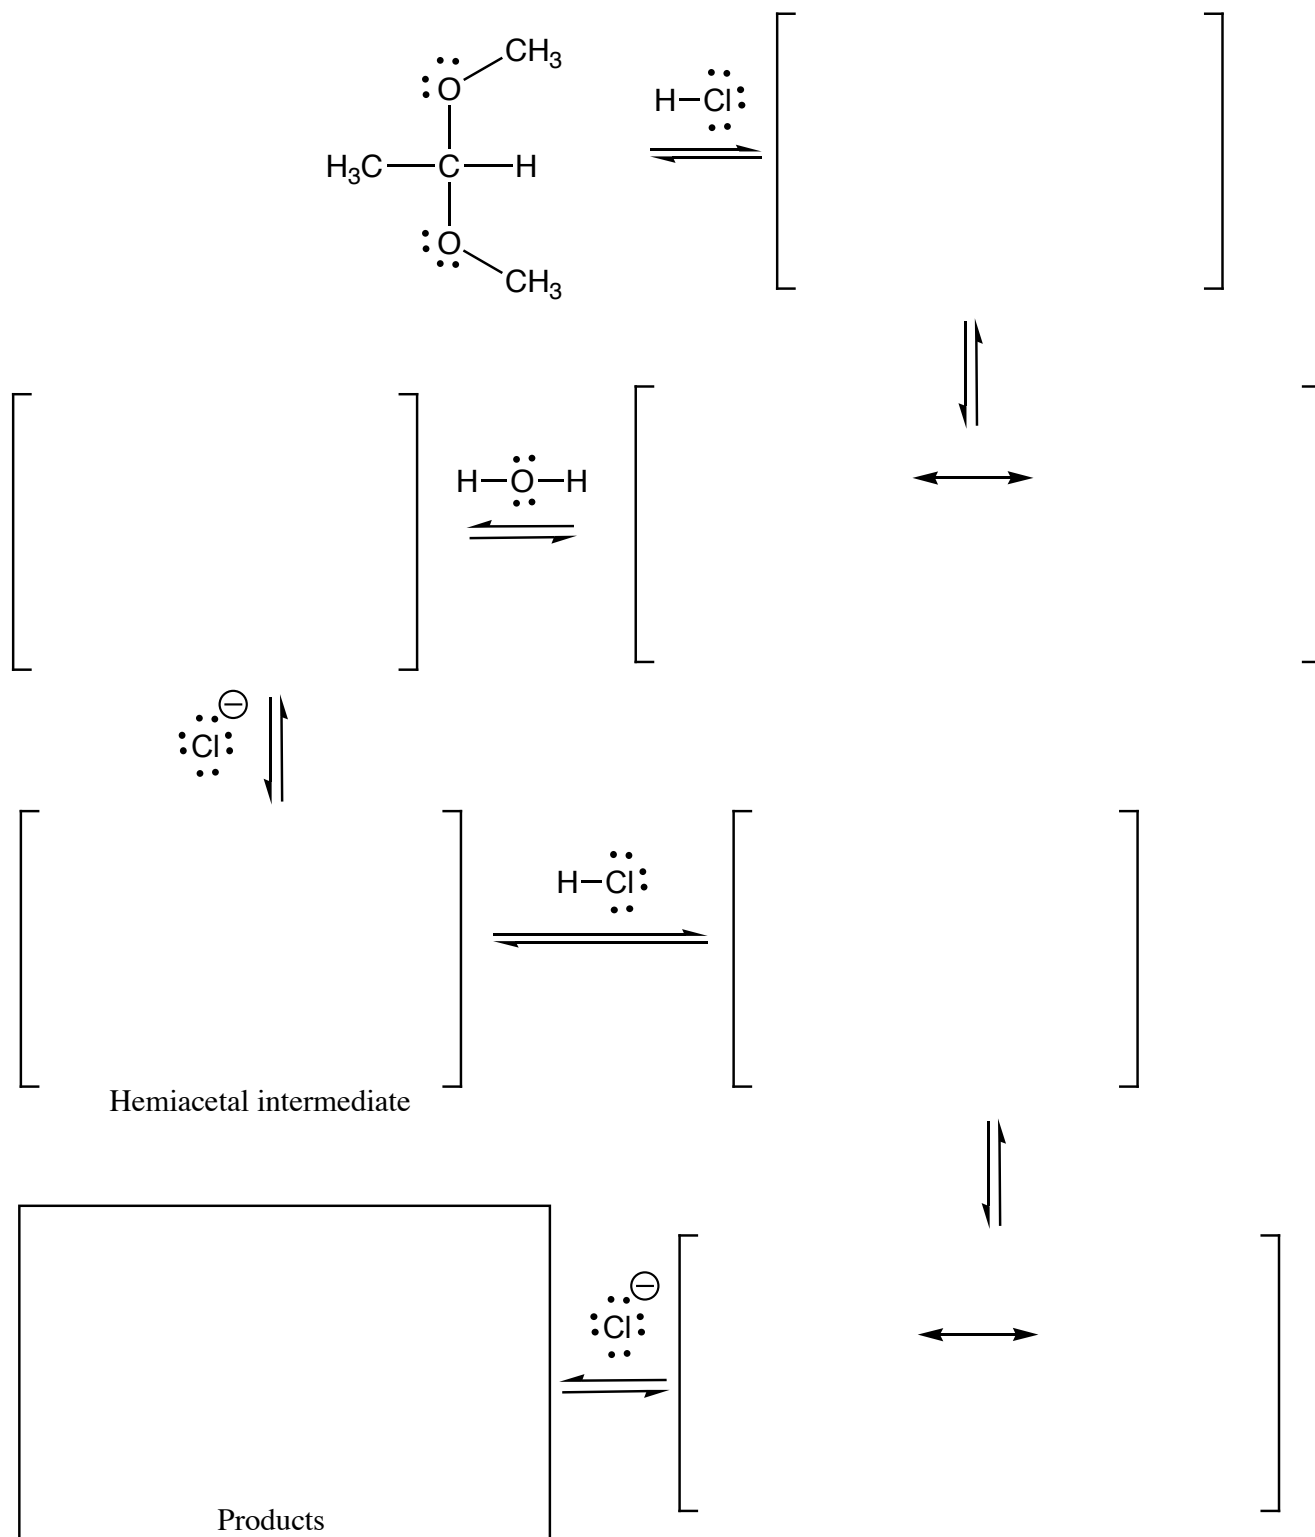 CH3
O
H–Cl
H3C–C–H
O
CH3
H–O–H
Cl ⊖
H–Cl
Hemiacetal intermediate
Cl ⊖
Products